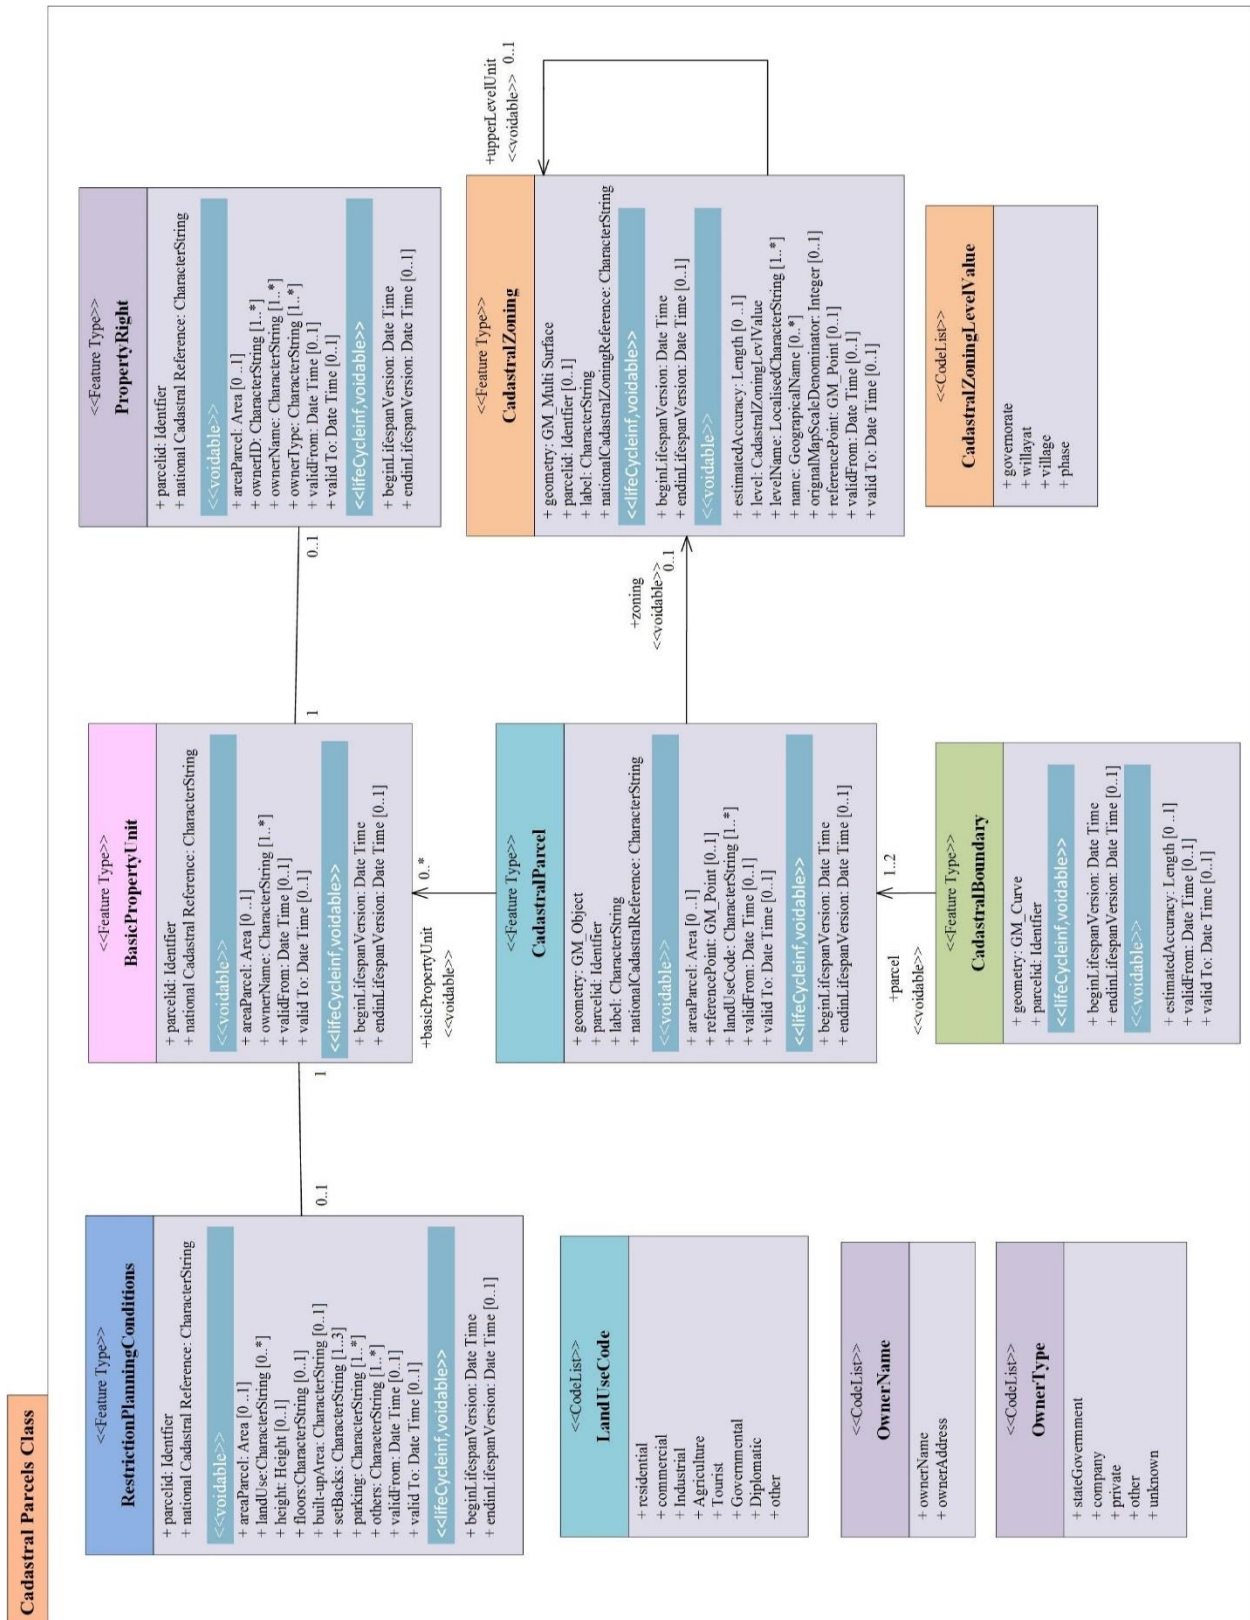 Cadastral Parcels Class
<<Feature Type>>
RestrictionPlanningConditions
+ parcelid: Identfier
+ national Cadastral Reference: CharacterString
<<voidable>>
+ areaParcel: Area [0 ..1]
+ landUse:CharacterString [0..*]
+ height: Height [0..1]
+ floors:CharacterString [0..1]
+ built-upArea: CharacterString [0..1]
+ setBacks: CharacterString [1..3]
+ parking: CharacterString [1..*]
+ others: CharacterString [1..*]
+ validFrom: Date Time [0..1]
+ valid To: Date Time [0..1]
<<lifeCycleinf,voidable>>
+ beginLifespanVersion: Date Time
+ endinLifespanVersion: Date Time [0..1]
0..1
1
<<Feature Type>>
BasicPropertyUnit
+ parcelid: Identfier
+ national Cadastral Reference: CharacterString
<<voidable>>
+ areaParcel: Area [0 ..1]
+ ownerName: CharacterString [1..*]
+ validFrom: Date Time [0..1]
+ valid To: Date Time [0..1]
<<lifeCycleinf,voidable>>
+ beginLifespanVersion: Date Time
+ endinLifespanVersion: Date Time [0..1]
1
0..1
<<Feature Type>>
PropertyRight
+ parcelid: Identfier
+ national Cadastral Reference: CharacterString
<<voidable>>
+ areaParcel: Area [0 ..1]
+ ownerID: CharacterString [1..*]
+ ownerName: CharacterString [1..*]
+ ownerType: CharacterString [1..*]
+ validFrom: Date Time [0..1]
+ valid To: Date Time [0..1]
<<lifeCycleinf,voidable>>
+ beginLifespanVersion: Date Time
+ endinLifespanVersion: Date Time [0..1]
+basicPropertyUnit
<<voidable>>
0..*
<<CodeList>>
LandUseCode
+ residential
+ commercial
+ Industrial
+ Agriculture
+ Tourist
+ Governmental
+ Diplomatic
+ other
<<Feature Type>>
CadastralParcel
+ geometry: GM_Object
+ parcelid: Identifier
+ label: CharacterString
+ nationalCadastralReference: CharacterString
<<voidable>>
+ areaParcel: Area [0 ..1]
+ referencePoint: GM_Point [0..1]
+ landUseCode: CharacterString [1..*]
+ validFrom: Date Time [0..1]
+ valid To: Date Time [0..1]
<<lifeCycleinf,voidable>>
+ beginLifespanVersion: Date Time
+ endinLifespanVersion: Date Time [0..1]
+zoning
<<voidable>>
0..1
+upperLevelUnit
<<voidable>> 0..1
<<Feature Type>>
CadastralZoning
+ geometry: GM_Multi Surface
+ parcelid: Identfier [0..1]
+ label: CharacterString
+ nationalCadastralZoningReference: CharacterString
<<lifeCycleinf,voidable>>
+ beginLifespanVersion: Date Time
+ endinLifespanVersion: Date Time [0..1]
<<voidable>>
+ estimatedAccuracy: Length [0 ..1]
+ level: CadastralZoningLevlValue
+ levelName: LocalisedCharacterString [1..*]
+ name: GeograpicalName [0..*]
+ orignalMapScaleDenominator: Integer [0..1]
+ referencePoint: GM_Point [0..1]
+ validFrom: Date Time [0..1]
+ valid To: Date Time [0..1]
+parcel
<<voidable>>
1..2
<<CodeList>>
OwnerName
+ ownerName
+ ownerAddress
<<CodeList>>
OwnerType
+ stateGovernment
+ company
+ private
+ other
+ unknown
<<Feature Type>>
CadastralBoundary
+ geometry: GM_Curve
+ parcelid: Identifier
<<lifeCycleinf,voidable>>
+ beginLifespanVersion: Date Time
+ endinLifespanVersion: Date Time [0..1]
<<voidable>>
+ estimatedAccuracy: Length [0 ..1]
+ validFrom: Date Time [0..1]
+ valid To: Date Time [0..1]
<<CodeList>>
CadastralZoningLevelValue
+ governorate
+ willayat
+ village
+ phase